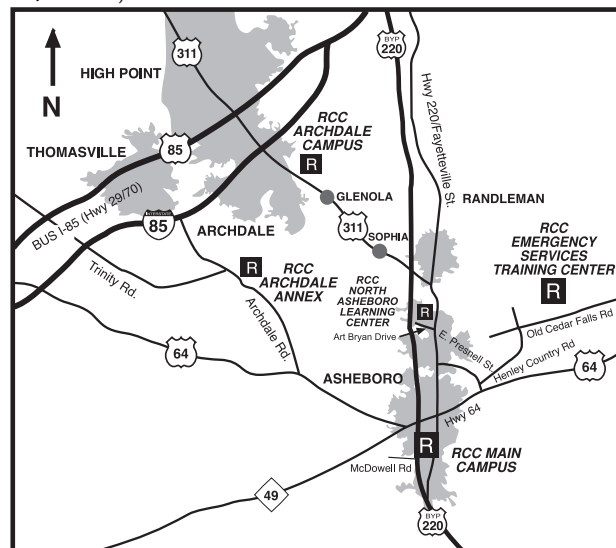 311
BYP
220
HIGH POINT
N
RCC
ARCHDALE
CAMPUS
R
Hwy 220/Fayetteville St.
85
THOMASVILLE
BUS I-85 (Hwy 29/70)
GLENOLA
RANDLEMAN
311
SOPHIA
RCC
EMERGENCY
SERVICES
TRAINING CENTER
R
INTERSTATE
85
ARCHDALE
R
RCC
ARCHDALE
ANNEX
Trinity Rd.
Archdale Rd.
RCC
NORTH
ASHEBORO
LEARNING
CENTER
R
Art Bryan Drive
E. Presnell St.
Old Cedar Falls Rd
Henley Country Rd
64
64
ASHEBORO
Hwy 64
R
RCC MAIN
CAMPUS
McDowell Rd
49
BYP
220